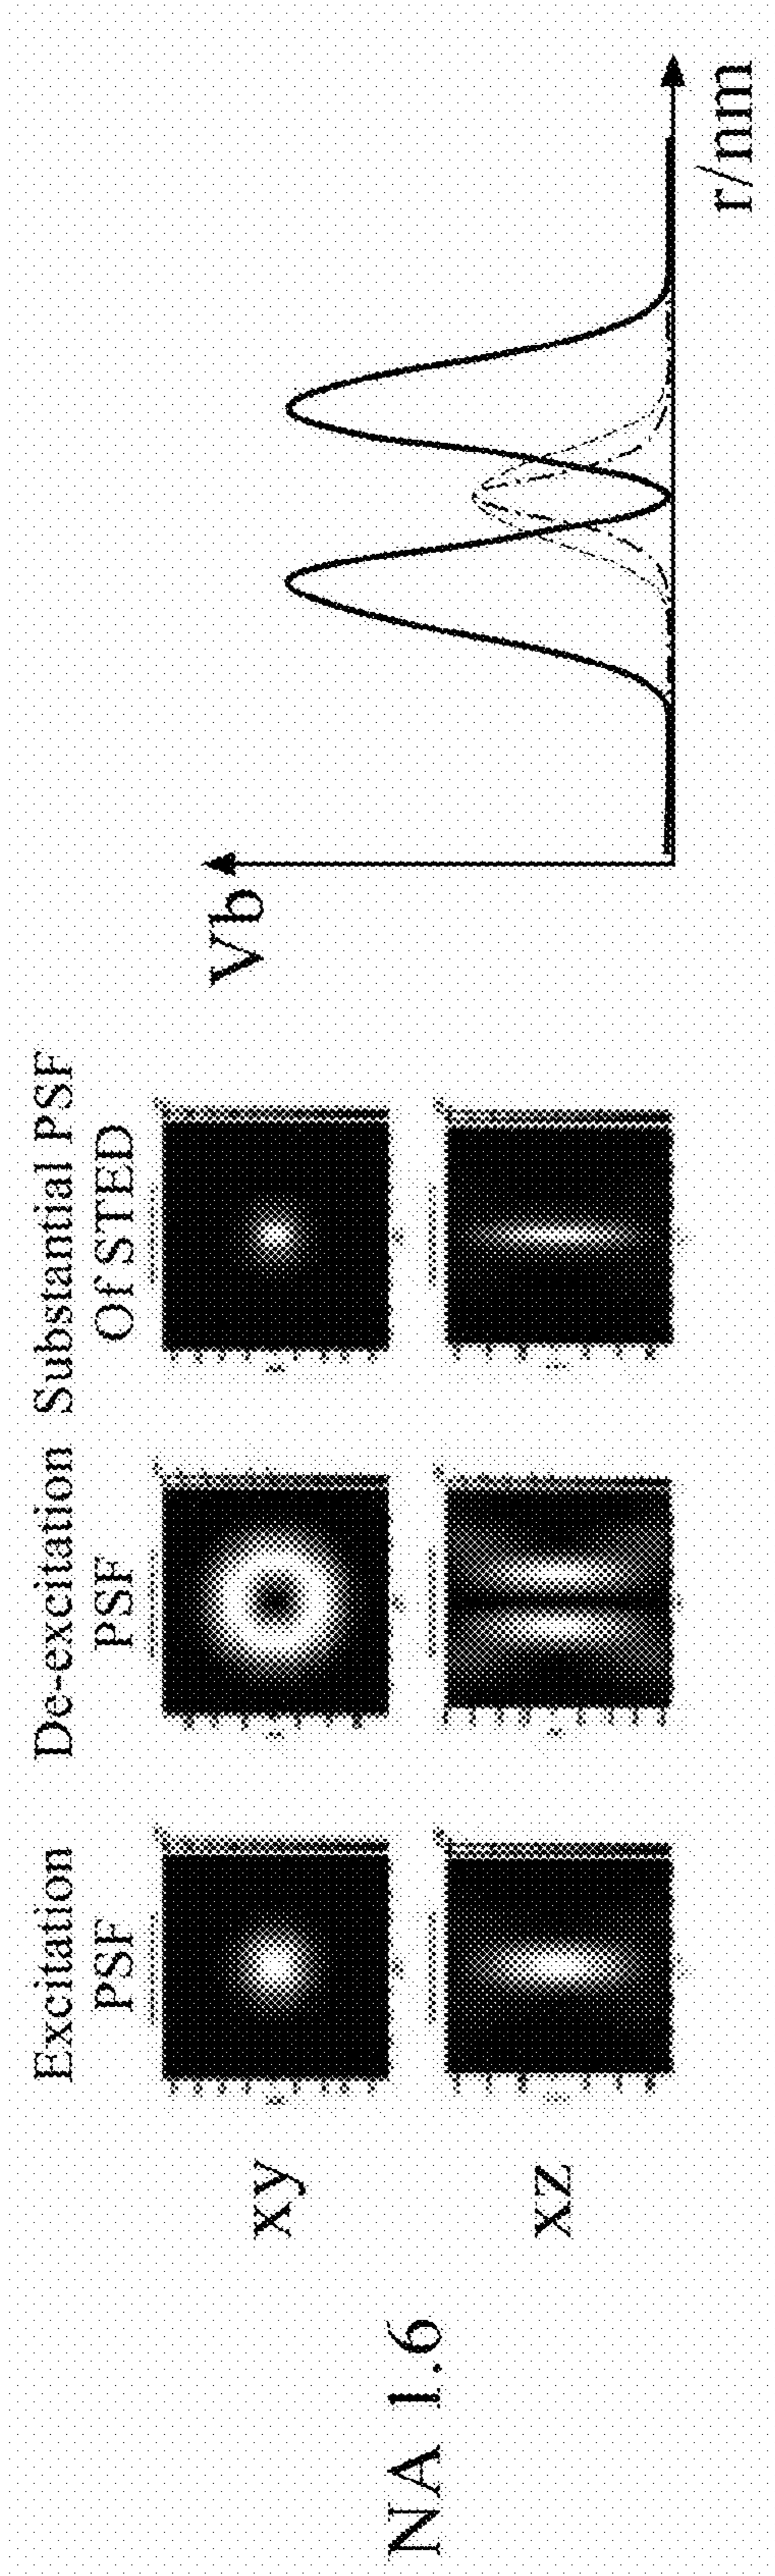 Excitation
PSF
De-excitation
PSF
Substantial PSF
Of STED
Vb
r/nm
xy
xz
NA 1.6